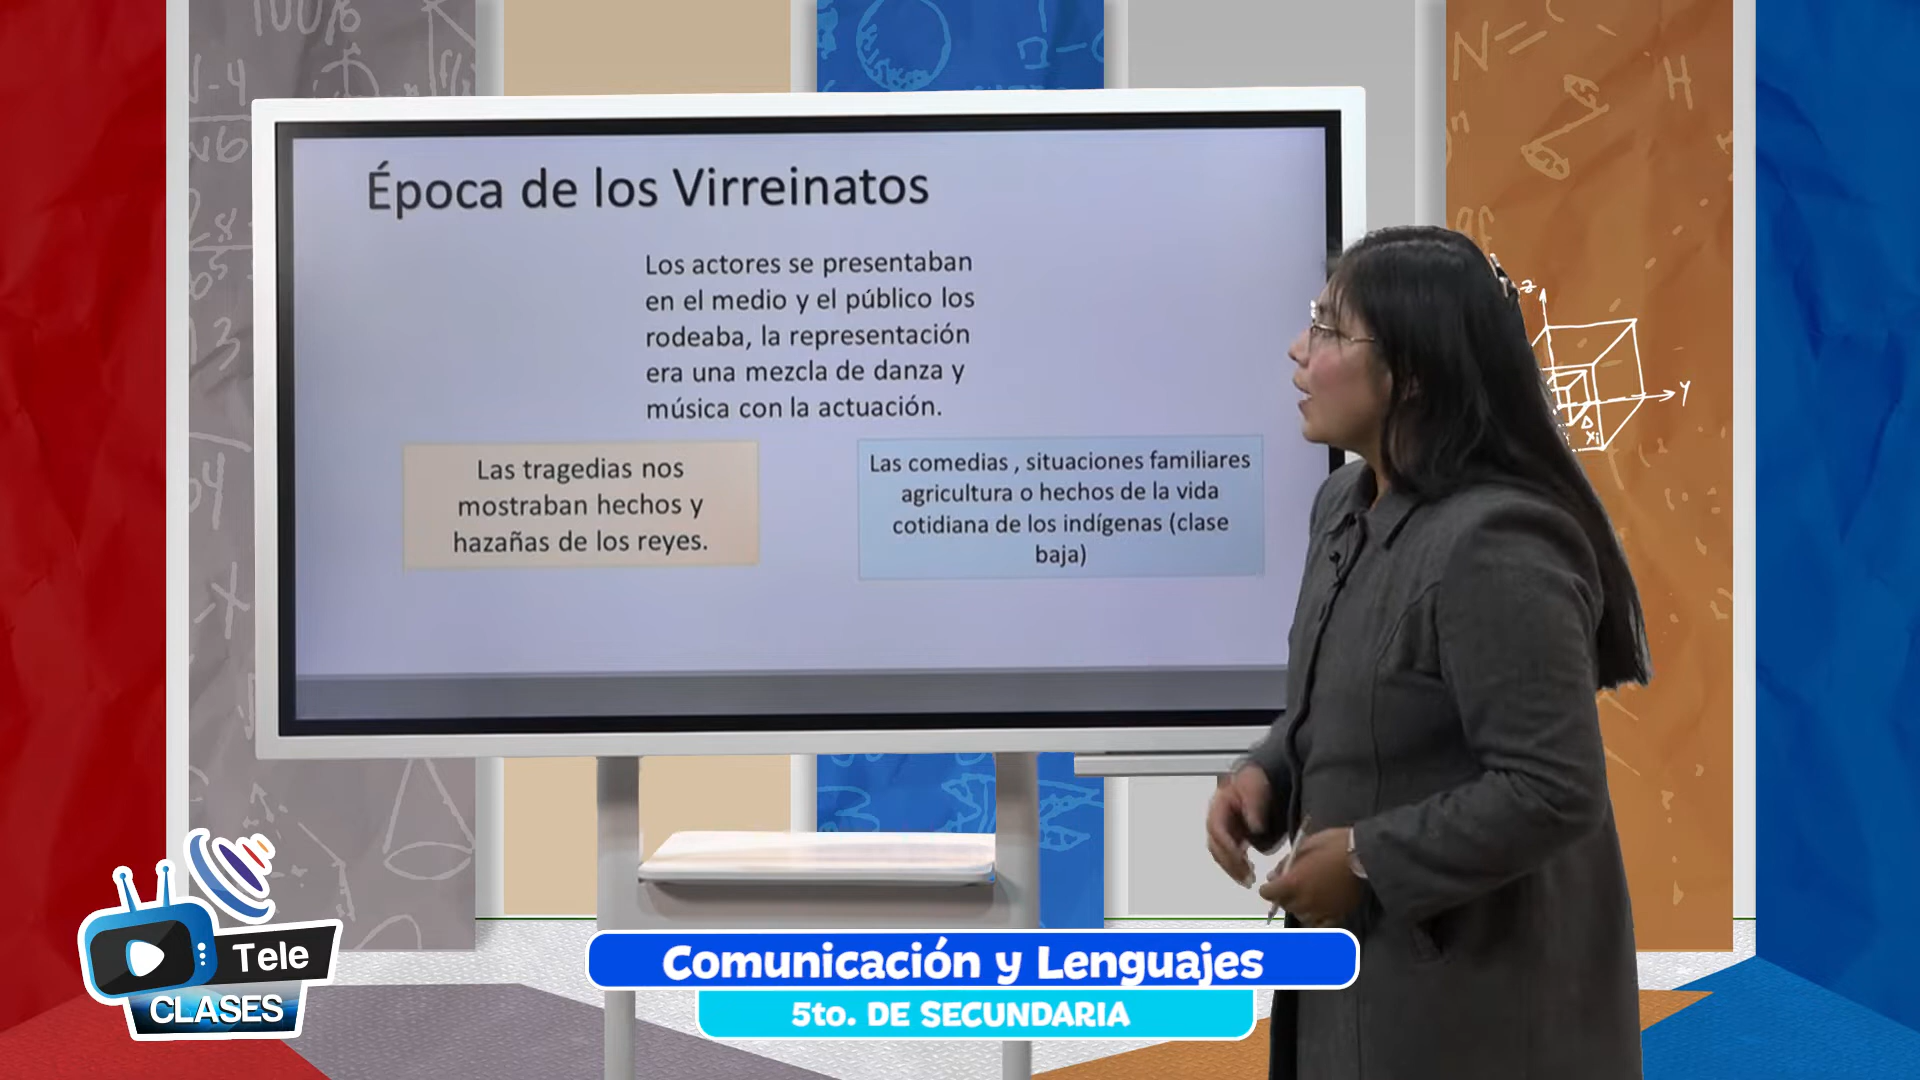 Época de los Virreinatos
Los actores se presentaban
en el medio y el público los
rodeaba, la representación
era una mezcla de danza y
música con la actuación.
Las tragedias nos
mostraban hechos y
hazañas de los reyes.
Las comedias , situaciones familiares
agricultura o hechos de la vida
cotidiana de los indígenas (clase
baja)
Tele
CLASES
Comunicación y Lenguajes
5to. DE SECUNDARIA